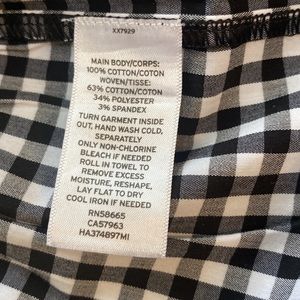 XX7929
MAIN BODY/CORPS:
100% COTTON/COTON
WOVEN/TISSE:
63% COTTON/COTON
34% POLYESTER
3% SPANDEX
TURN GARMENT INSIDE
OUT. HAND WASH COLD,
SEPARATELY.
ONLY NON-CHLORINE
BLEACH IF NEEDED
ROLL IN TOWEL TO
REMOVE EXCESS
MOISTURE, RESHAPE,
LAY FLAT TO DRY
COOL IRON IF NEEDED
RN58665
CA57963
HA374897MI